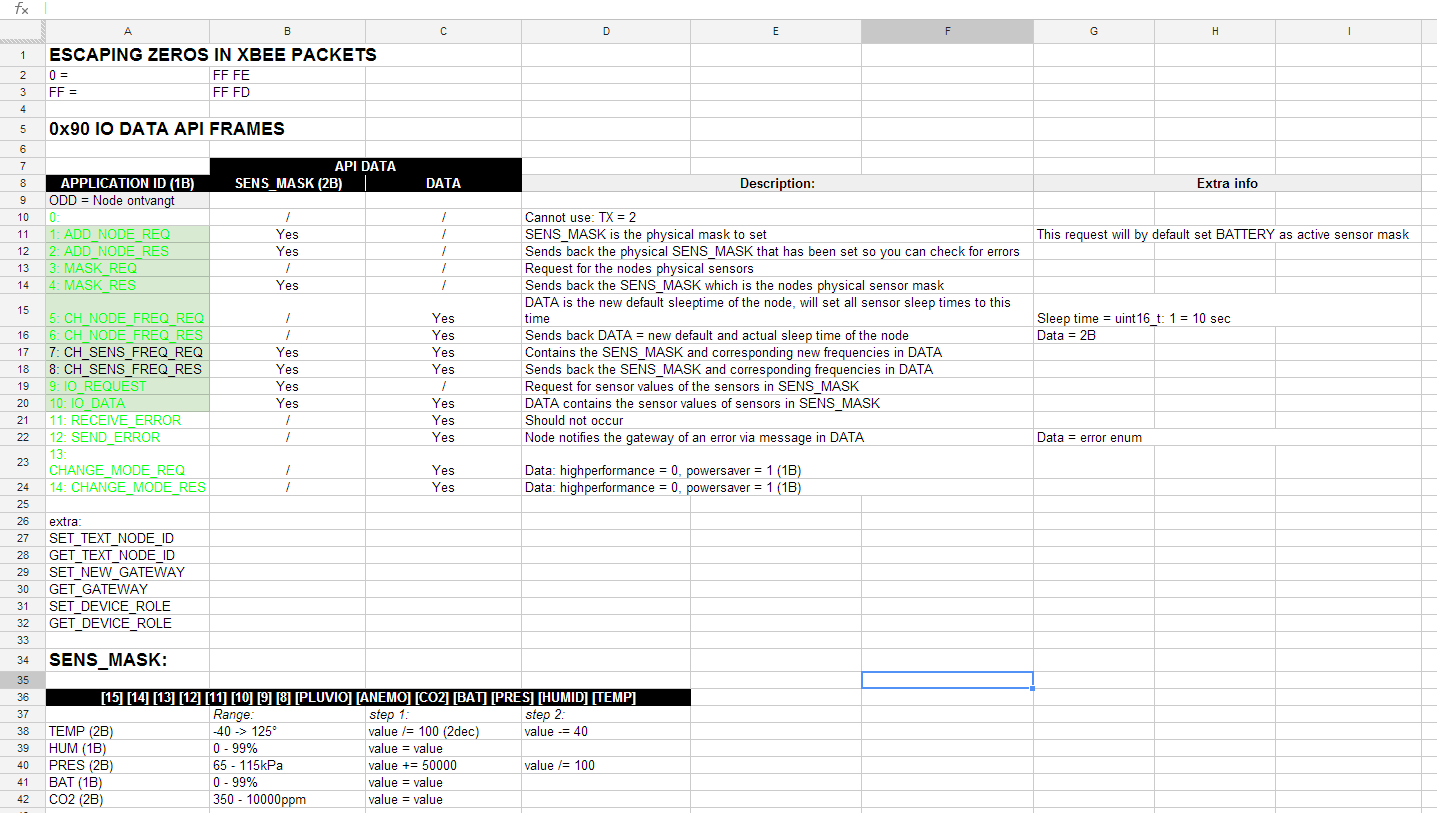 fx
A B C D E F G H I
1 ESCAPING ZEROS IN XBEE PACKETS
2 0 = FF FE
3 FF = FF FD
4
5 0x90 IO DATA API FRAMES
6
7 API DATA
8 APPLICATION ID (1B) SENS_MASK (2B) DATA Description: Extra info
9 ODD = Node ontvangt
10 0: / / Cannot use: TX = 2
11 1: ADD_NODE_REQ Yes / SENS_MASK is the physical mask to set This request will by default set BATTERY as active sensor mask
12 2: ADD_NODE_RES Yes / Sends back the physical SENS_MASK that has been set so you can check for errors
13 3: MASK_REQ / / Request for the nodes physical sensors
14 4: MASK_RES Yes / Sends back the SENS_MASK which is the nodes physical sensor mask
DATA is the new default sleeptime of the node, will set all sensor sleep times to this
15 5: CH_NODE_FREQ_REQ / Yes time Sleep time = uint16_t: 1 = 10 sec
16 6: CH_NODE_FREQ_RES / Yes Sends back DATA = new default and actual sleep time of the node Data = 2B
17 7: CH_SENS_FREQ_REQ Yes Yes Contains the SENS_MASK and corresponding new frequencies in DATA
18 8: CH_SENS_FREQ_RES Yes Yes Sends back the SENS_MASK and corresponding frequencies in DATA
19 9: IO_REQUEST Yes / Request for sensor values of the sensors in SENS_MASK
20 10: IO_DATA Yes Yes DATA contains the sensor values of sensors in SENS_MASK
21 11: RECEIVE_ERROR / Yes Should not occur
22 12: SEND_ERROR / Yes Node notifies the gateway of an error via message in DATA Data = error enum
13:
23 CHANGE_MODE_REQ / Yes Data: highperformance = 0, powersaver = 1 (1B)
24 14: CHANGE_MODE_RES / Yes Data: highperformance = 0, powersaver = 1 (1B)
25
26 extra:
27 SET_TEXT_NODE_ID
28 GET_TEXT_NODE_ID
29 SET_NEW_GATEWAY
30 GET_GATEWAY
31 SET_DEVICE_ROLE
32 GET_DEVICE_ROLE
33
34 SENS_MASK:
35
36 [15] [14] [13] [12] [11] [10] [9] [8] [PLUVIO] [ANEMO] [CO2] [BAT] [PRES] [HUMID] [TEMP]
37 Range: step 1: step 2:
38 TEMP (2B) -40 -> 125° value /= 100 (2dec) value -= 40
39 HUM (1B) 0 - 99% value = value
40 PRES (2B) 65 - 115kPa value += 50000 value /= 100
41 BAT (1B) 0 - 99% value = value
42 CO2 (2B) 350 - 10000ppm value = value